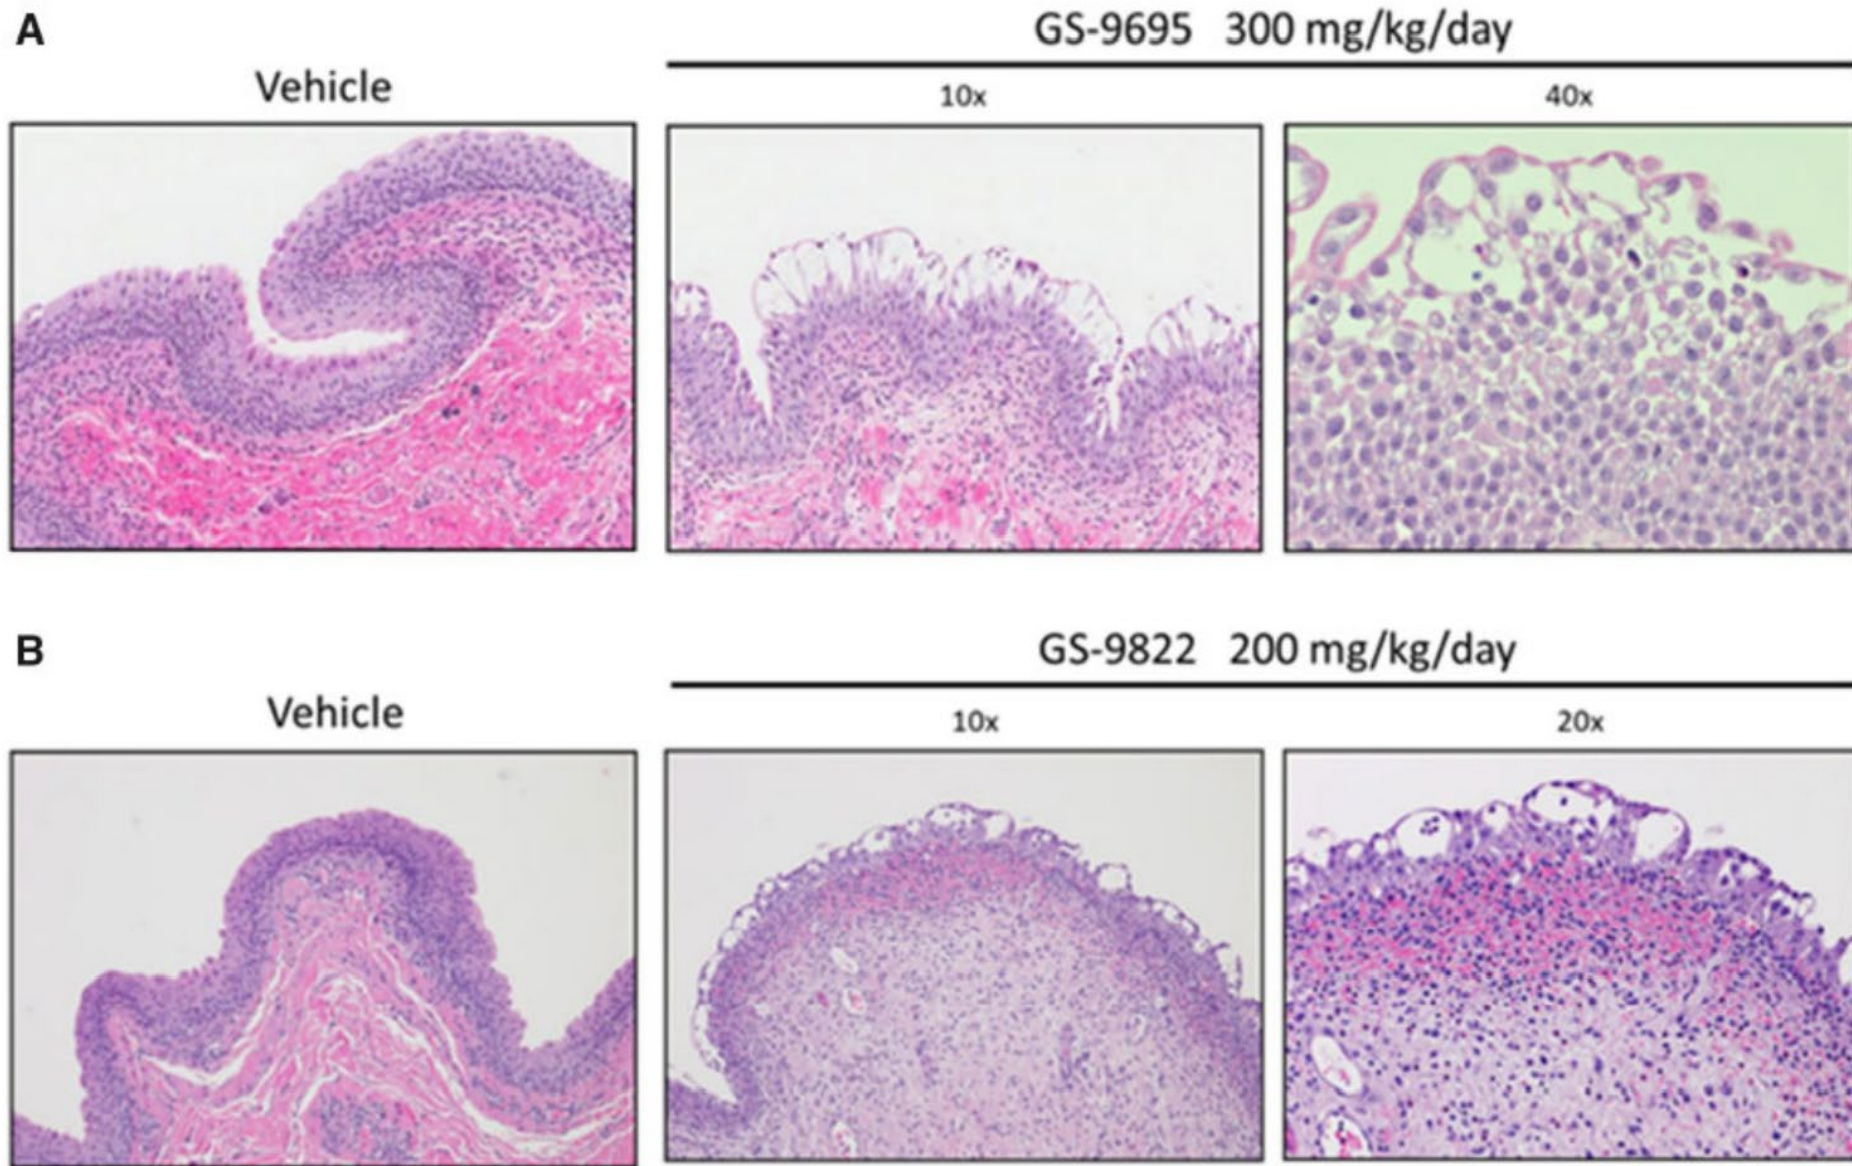 A
GS-9695 300 mg/kg/day
Vehicle
10x
40x
B
GS-9822 200 mg/kg/day
Vehicle
10x
20x